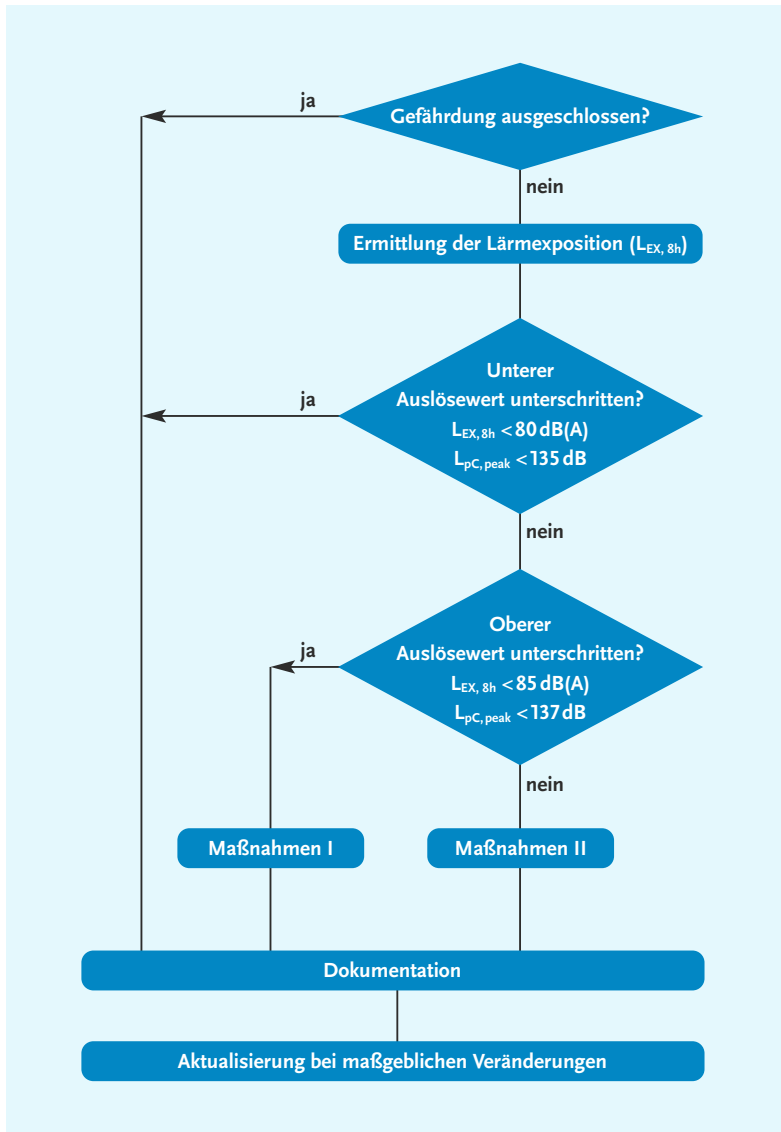 ja
Gefährdung ausgeschlossen?
nein
Ermittlung der Lärmexposition (LEX, 8h)
Unterer
ja
Auslösewert unterschritten?
LEX, 8h < 80 dB(A)
LpC, peak < 135 dB
nein
Oberer
ja
Auslösewert unterschritten?
LEX, 8h < 85 dB(A)
LpC, peak < 137 dB
nein
Maßnahmen I
Maßnahmen II
Dokumentation
Aktualisierung bei maßgeblichen Veränderungen